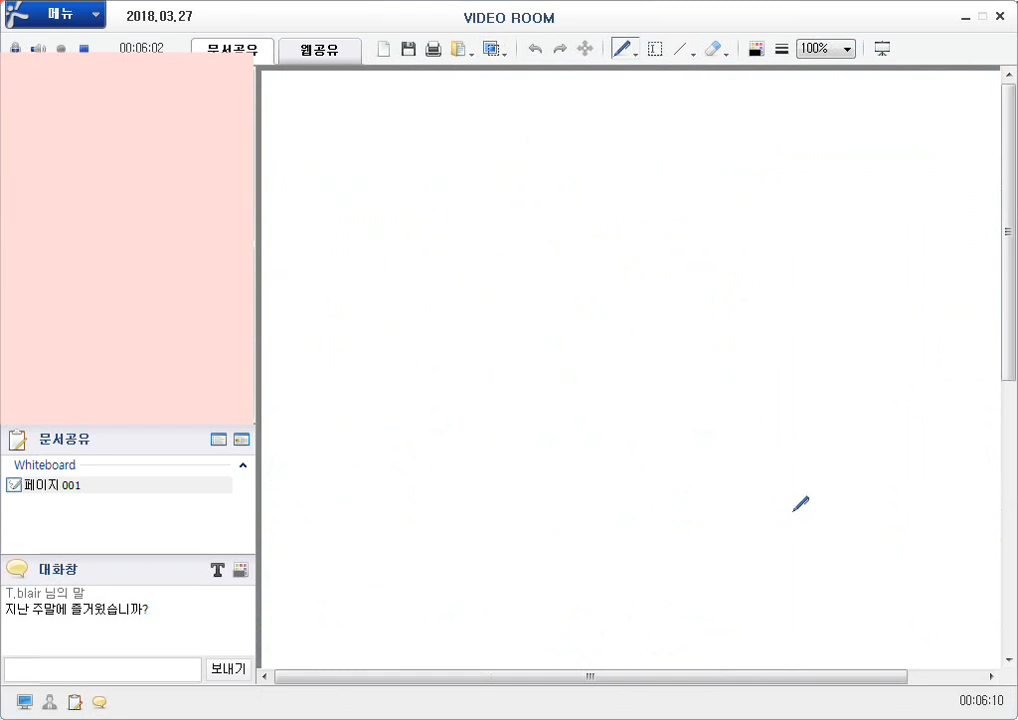 메뉴
2018.03.27
VIDEO ROOM
00:06:02
문서공유
웹공유
100%
문서공유
Whiteboard
페이지 001
대화창
T.blair 님의 말
지난 주말에 즐거웠습니까?
보내기
00:06:10